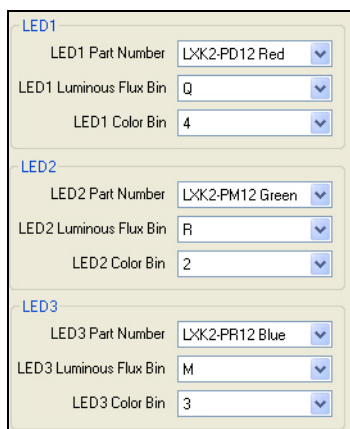 LED1
LED1 Part Number LXK2-PD12 Red
LED1 Luminous Flux Bin Q
LED1 Color Bin 4
LED2
LED2 Part Number LXK2-PM12 Green
LED2 Luminous Flux Bin R
LED2 Color Bin 2
LED3
LED3 Part Number LXK2-PR12 Blue
LED3 Luminous Flux Bin M
LED3 Color Bin 3